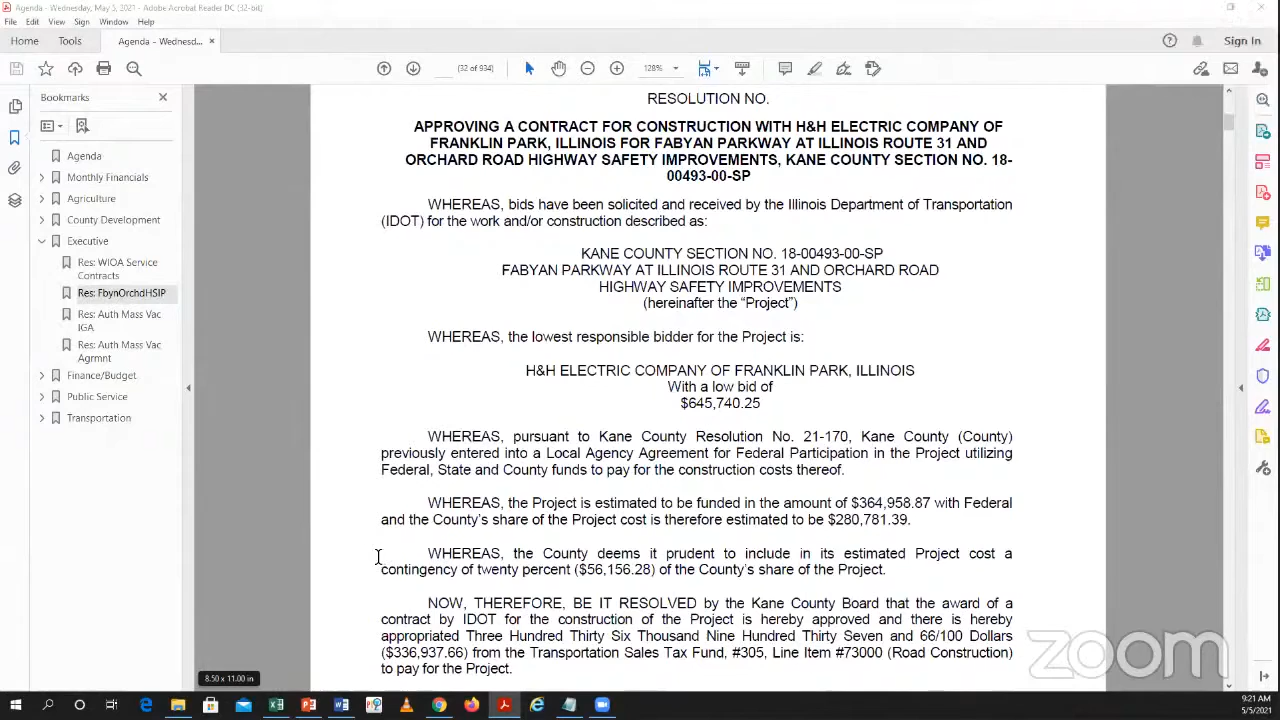 Agenda - Wednesday, May 5, 2021 - Adobe Acrobat Reader DC (32-bit)
File Edit View Sign Window Help
Home Tools Agenda - Wednesd... × Sign In
(32 of 934) 128%
Bookmarks
Agenda
Monthly Financials
Agriculture
County Development
Executive
Res: WIOA Service
Contracts
Res: FbynOrchdHSIP
Res: Auth Mass Vac
IGA
Res: Auth Mass Vac
Agrmnt
Finance/Budget
Public Service
Transportation
RESOLUTION NO.
APPROVING A CONTRACT FOR CONSTRUCTION WITH H&H ELECTRIC COMPANY OF
FRANKLIN PARK, ILLINOIS FOR FABYAN PARKWAY AT ILLINOIS ROUTE 31 AND
ORCHARD ROAD HIGHWAY SAFETY IMPROVEMENTS, KANE COUNTY SECTION NO. 18-
00493-00-SP
WHEREAS, bids have been solicited and received by the Illinois Department of Transportation
(IDOT) for the work and/or construction described as:
KANE COUNTY SECTION NO. 18-00493-00-SP
FABYAN PARKWAY AT ILLINOIS ROUTE 31 AND ORCHARD ROAD
HIGHWAY SAFETY IMPROVEMENTS
(hereinafter the “Project”)
WHEREAS, the lowest responsible bidder for the Project is:
H&H ELECTRIC COMPANY OF FRANKLIN PARK, ILLINOIS
With a low bid of
$645,740.25
WHEREAS, pursuant to Kane County Resolution No. 21-170, Kane County (County)
previously entered into a Local Agency Agreement for Federal Participation in the Project utilizing
Federal, State and County funds to pay for the construction costs thereof.
WHEREAS, the Project is estimated to be funded in the amount of $364,958.87 with Federal
and the County’s share of the Project cost is therefore estimated to be $280,781.39.
WHEREAS, the County deems it prudent to include in its estimated Project cost a
contingency of twenty percent ($56,156.28) of the County’s share of the Project.
NOW, THEREFORE, BE IT RESOLVED by the Kane County Board that the award of a
contract by IDOT for the construction of the Project is hereby approved and there is hereby
appropriated Three Hundred Thirty Six Thousand Nine Hundred Thirty Seven and 66/100 Dollars
($336,937.66) from the Transportation Sales Tax Fund, #305, Line Item #73000 (Road Construction)
to pay for the Project.
8.50 x 11.00 in
zoom
9:21 AM
5/5/2021